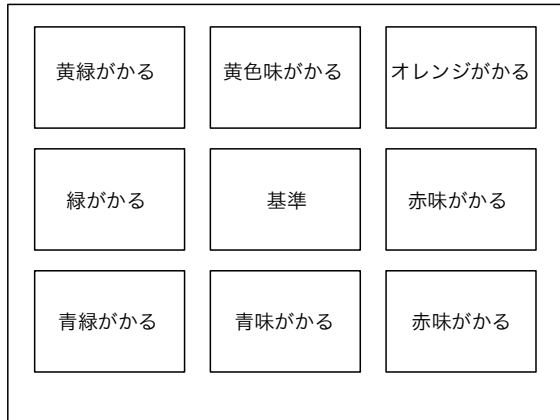 黄緑がかる
黄色味がかる
オレンジがかる
緑がかる
基準
赤味がかる
青緑がかる
青味がかる
赤味がかる